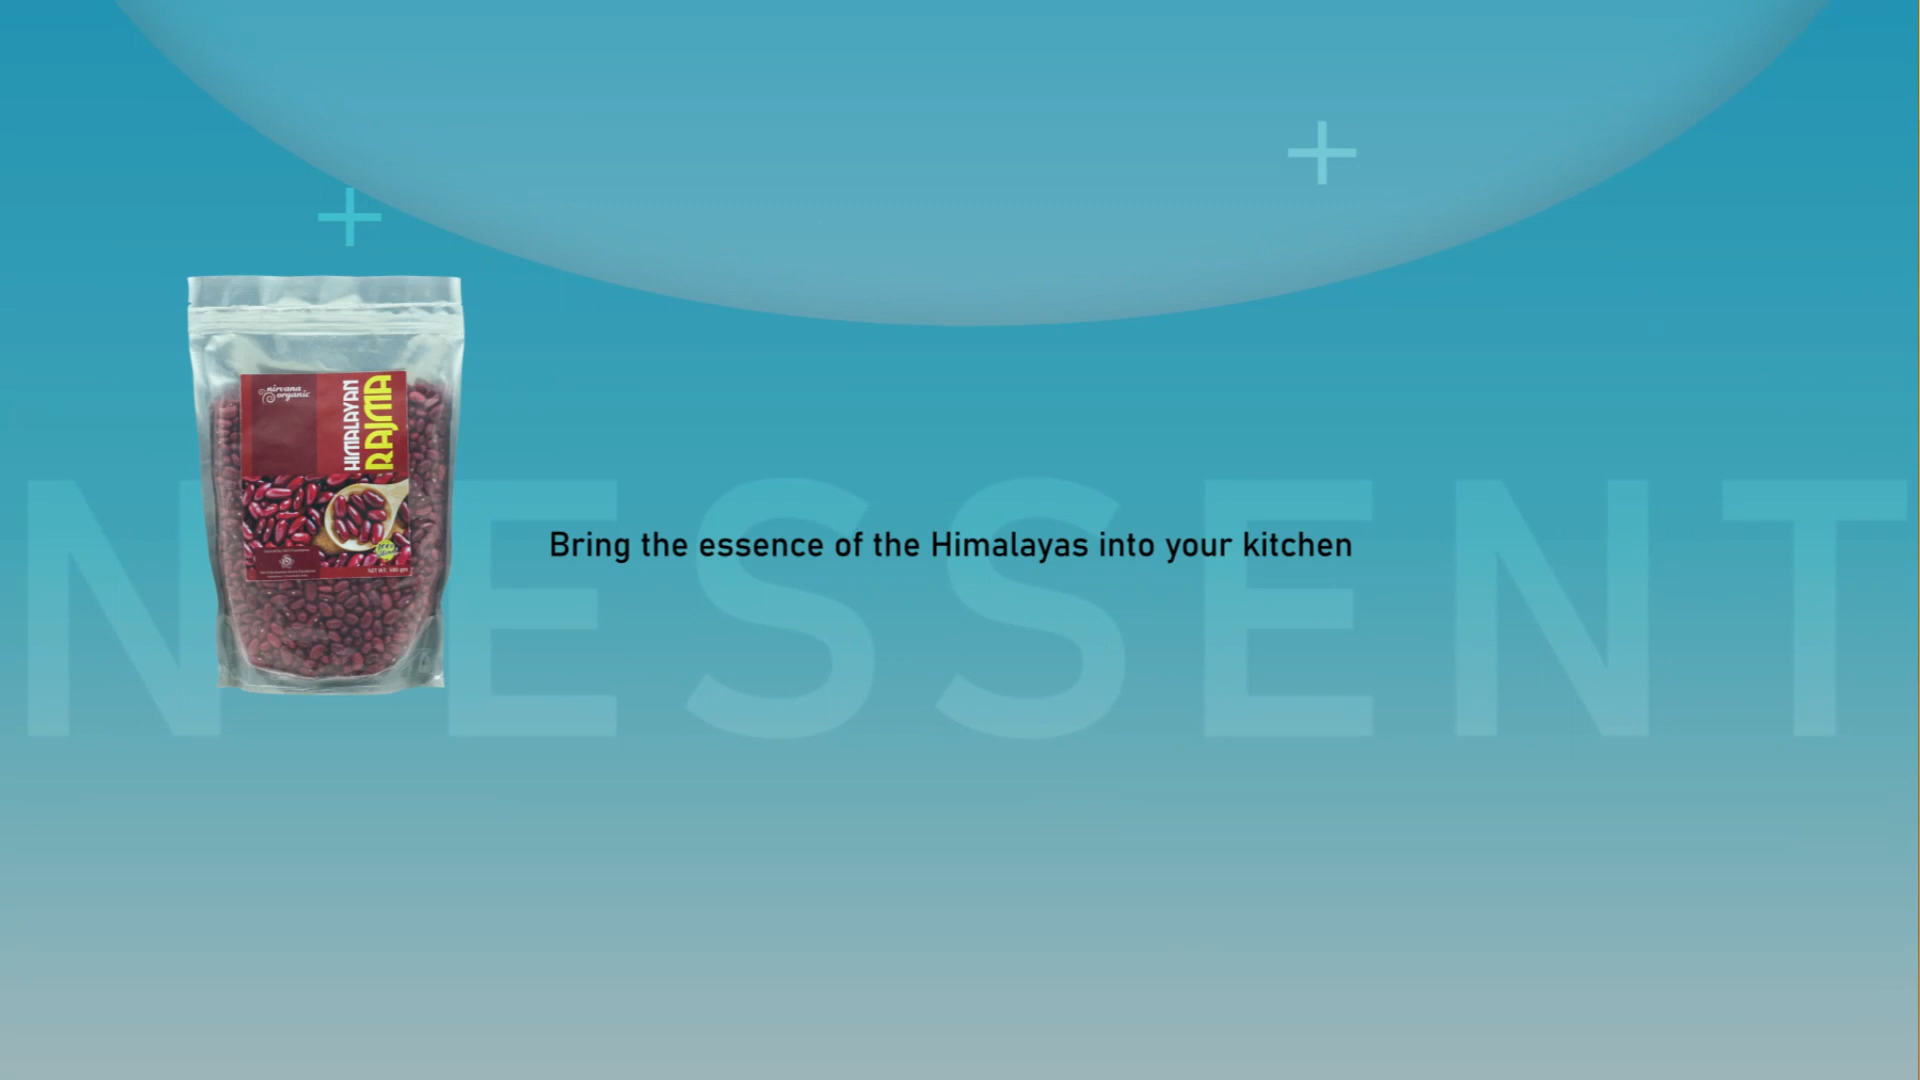 nirvana
organic
HIMALAYAN
RAJMA
Bring the essence of the Himalayas into your kitchen
N ESSENT